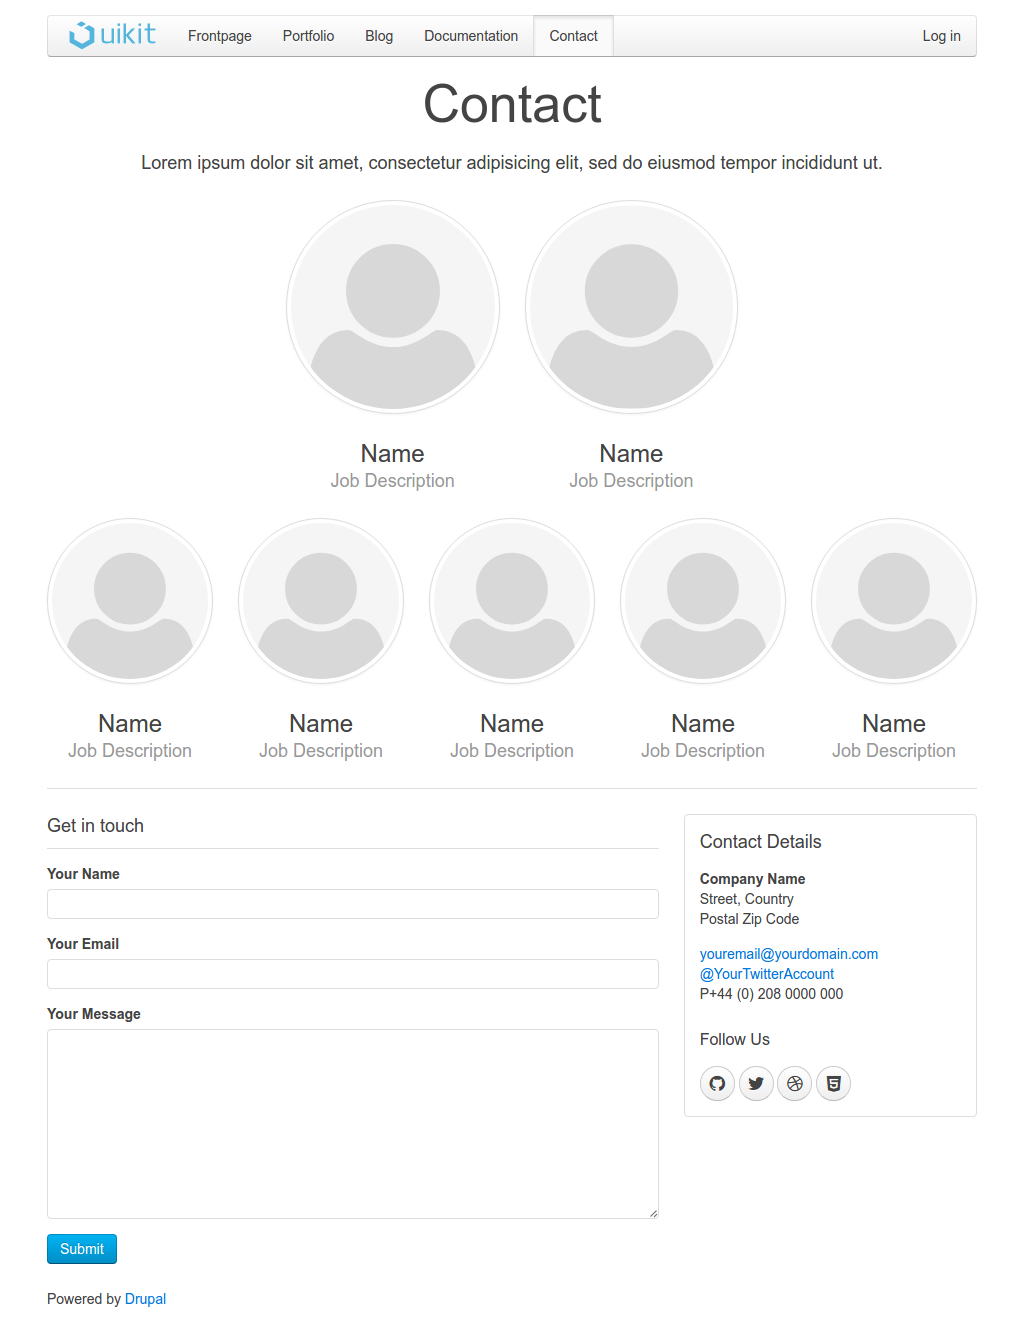 uikit Frontpage Portfolio Blog Documentation Contact Log in
Contact
Lorem ipsum dolor sit amet, consectetur adipisicing elit, sed do eiusmod tempor incididunt ut.
Name Name
Job Description Job Description
Name Name Name Name Name
Job Description Job Description Job Description Job Description Job Description
Get in touch
Your Name
Your Email
Your Message
Submit
Contact Details
Company Name
Street, Country
Postal Zip Code
youremail@yourdomain.com
@YourTwitterAccount
P+44 (0) 208 0000 000
Follow Us
Powered by Drupal